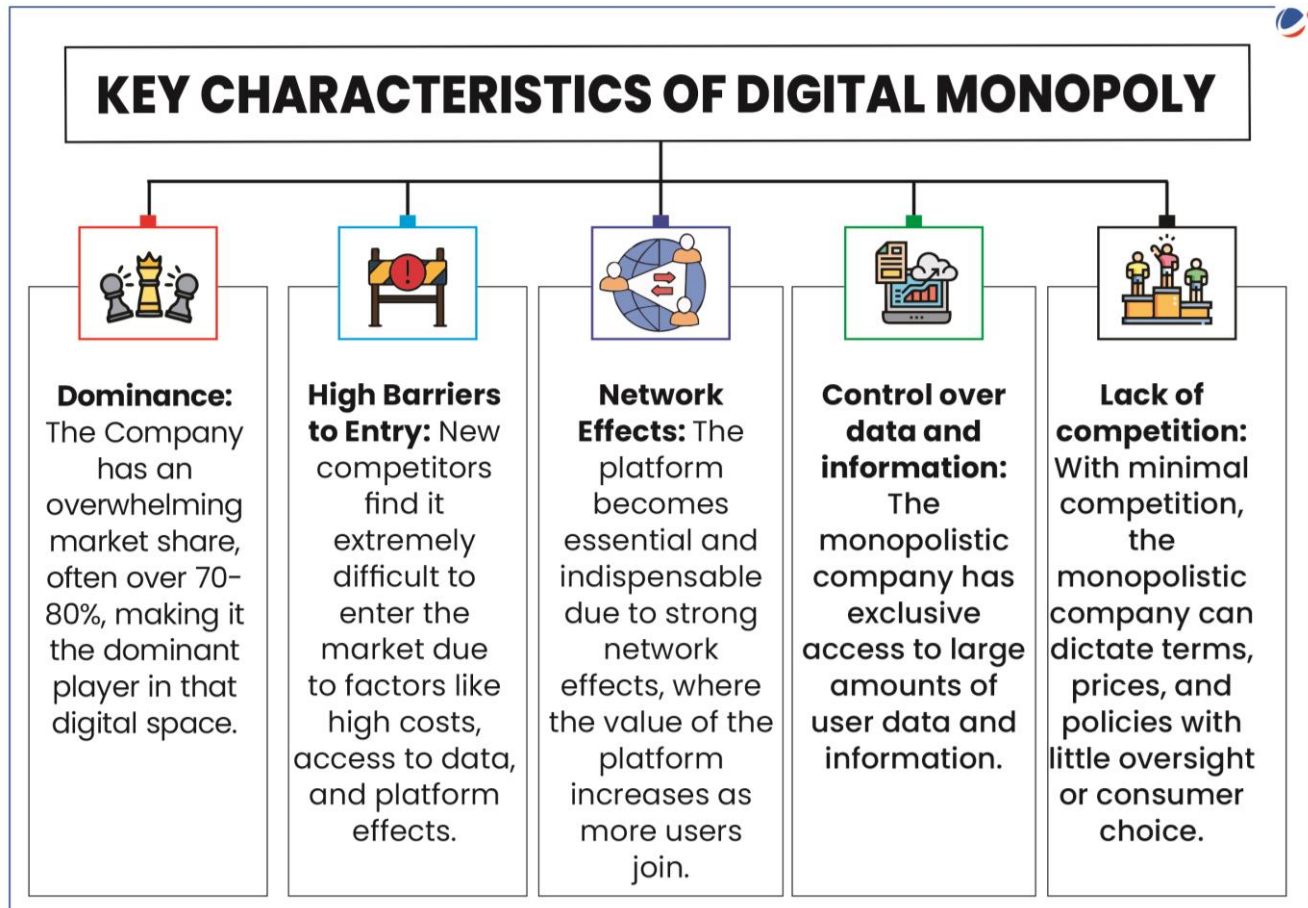 KEY CHARACTERISTICS OF DIGITAL MONOPOLY
Dominance:
The Company
has an
overwhelming
market share,
often over 70-
80%, making it
the dominant
player in that
digital space.
High Barriers
to Entry: New
competitors
find it
extremely
difficult to
enter the
market due
to factors like
high costs,
access to data,
and platform
effects.
Network
Effects: The
platform
becomes
essential and
indispensable
due to strong
network
effects, where
the value of the
platform
increases as
more users
join.
Control over
data and
information:
The
monopolistic
company has
exclusive
access to large
amounts of
user data and
information.
Lack of
competition:
With minimal
competition,
the
monopolistic
company can
dictate terms,
prices, and
policies with
little oversight
or consumer
choice.